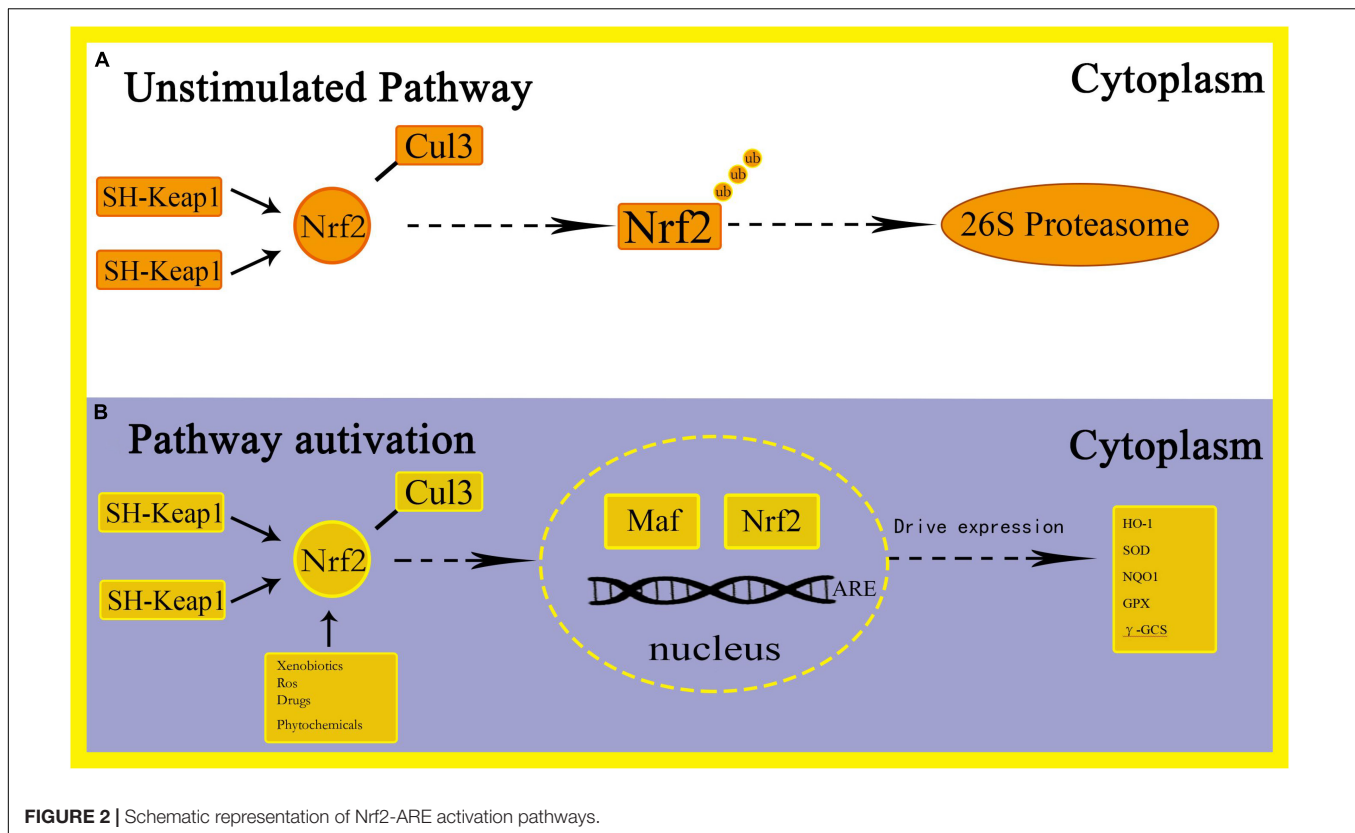 A
Unstimulated Pathway
Cytoplasm
Cul3
SH-Keap1
SH-Keap1
Nrf2
ub
ub
ub
Nrf2
26S Proteasome
B
Pathway autivation
Cytoplasm
Cul3
SH-Keap1
SH-Keap1
Nrf2
Xenobiotics
Ros
Drugs
Phytochemicals
Maf
Nrf2
ARE
nucleus
Drive expression
HO-1
SOD
NQO1
GPX
γ-GCS
FIGURE 2 | Schematic representation of Nrf2-ARE activation pathways.